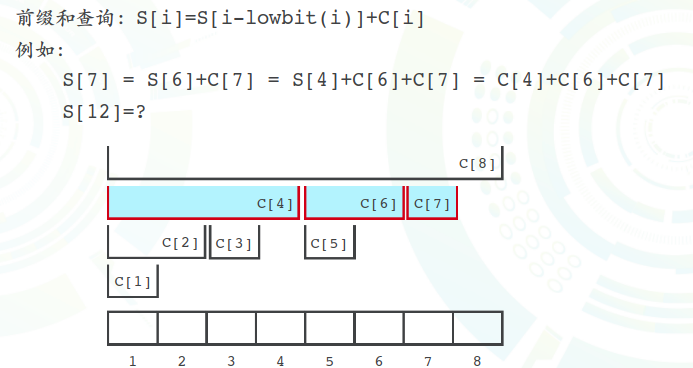 前缀和查询: S[i]=S[i-lowbit(i)]+C[i]
例如:
S[7] = S[6]+C[7] = S[4]+C[6]+C[7] = C[4]+C[6]+C[7]
S[12]=?
C[8]
C[4] C[6] C[7]
C[2] C[3] C[5]
C[1]
1 2 3 4 5 6 7 8